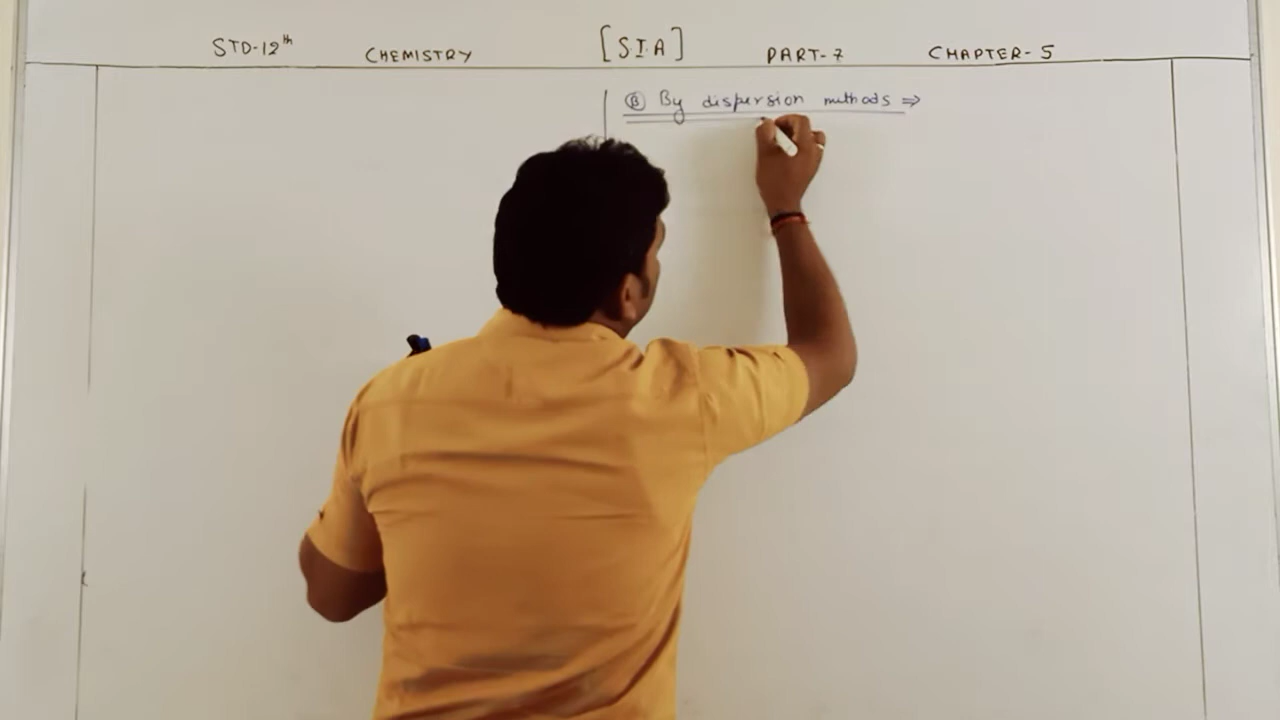 STD-12th CHEMISTRY [S.I.A] PART-7 CHAPTER-5
Ⓑ By dispersion methods ⇒